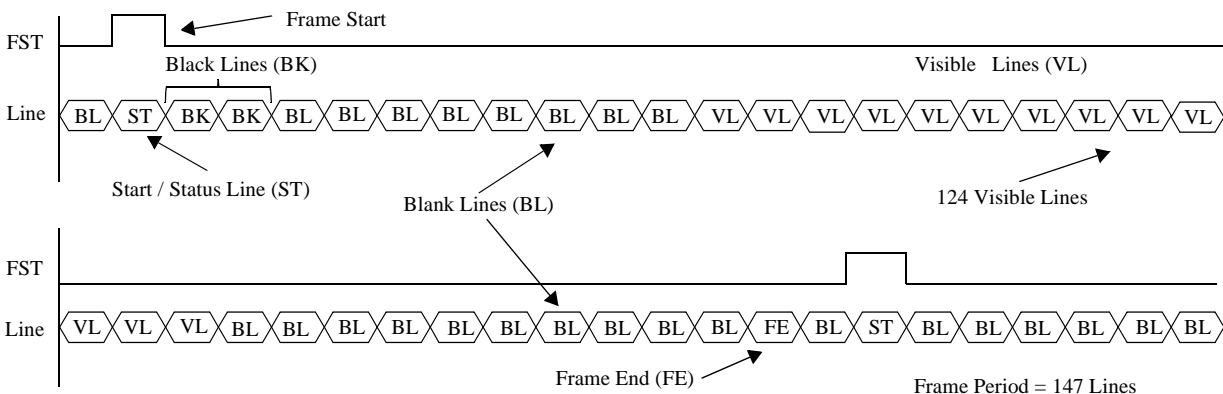 Frame Start
FST
Black Lines (BK)
Visible Lines (VL)
Line BL ST BK BK BL BL BL BL BL BL BL BL VL VL VL VL VL VL VL VL VL VL
Start / Status Line (ST)
Blank Lines (BL)
124 Visible Lines
FST
Line VL VL VL BL BL BL BL BL BL BL BL BL BL FE BL ST BL BL BL BL BL BL
Frame End (FE)
Frame Period = 147 Lines